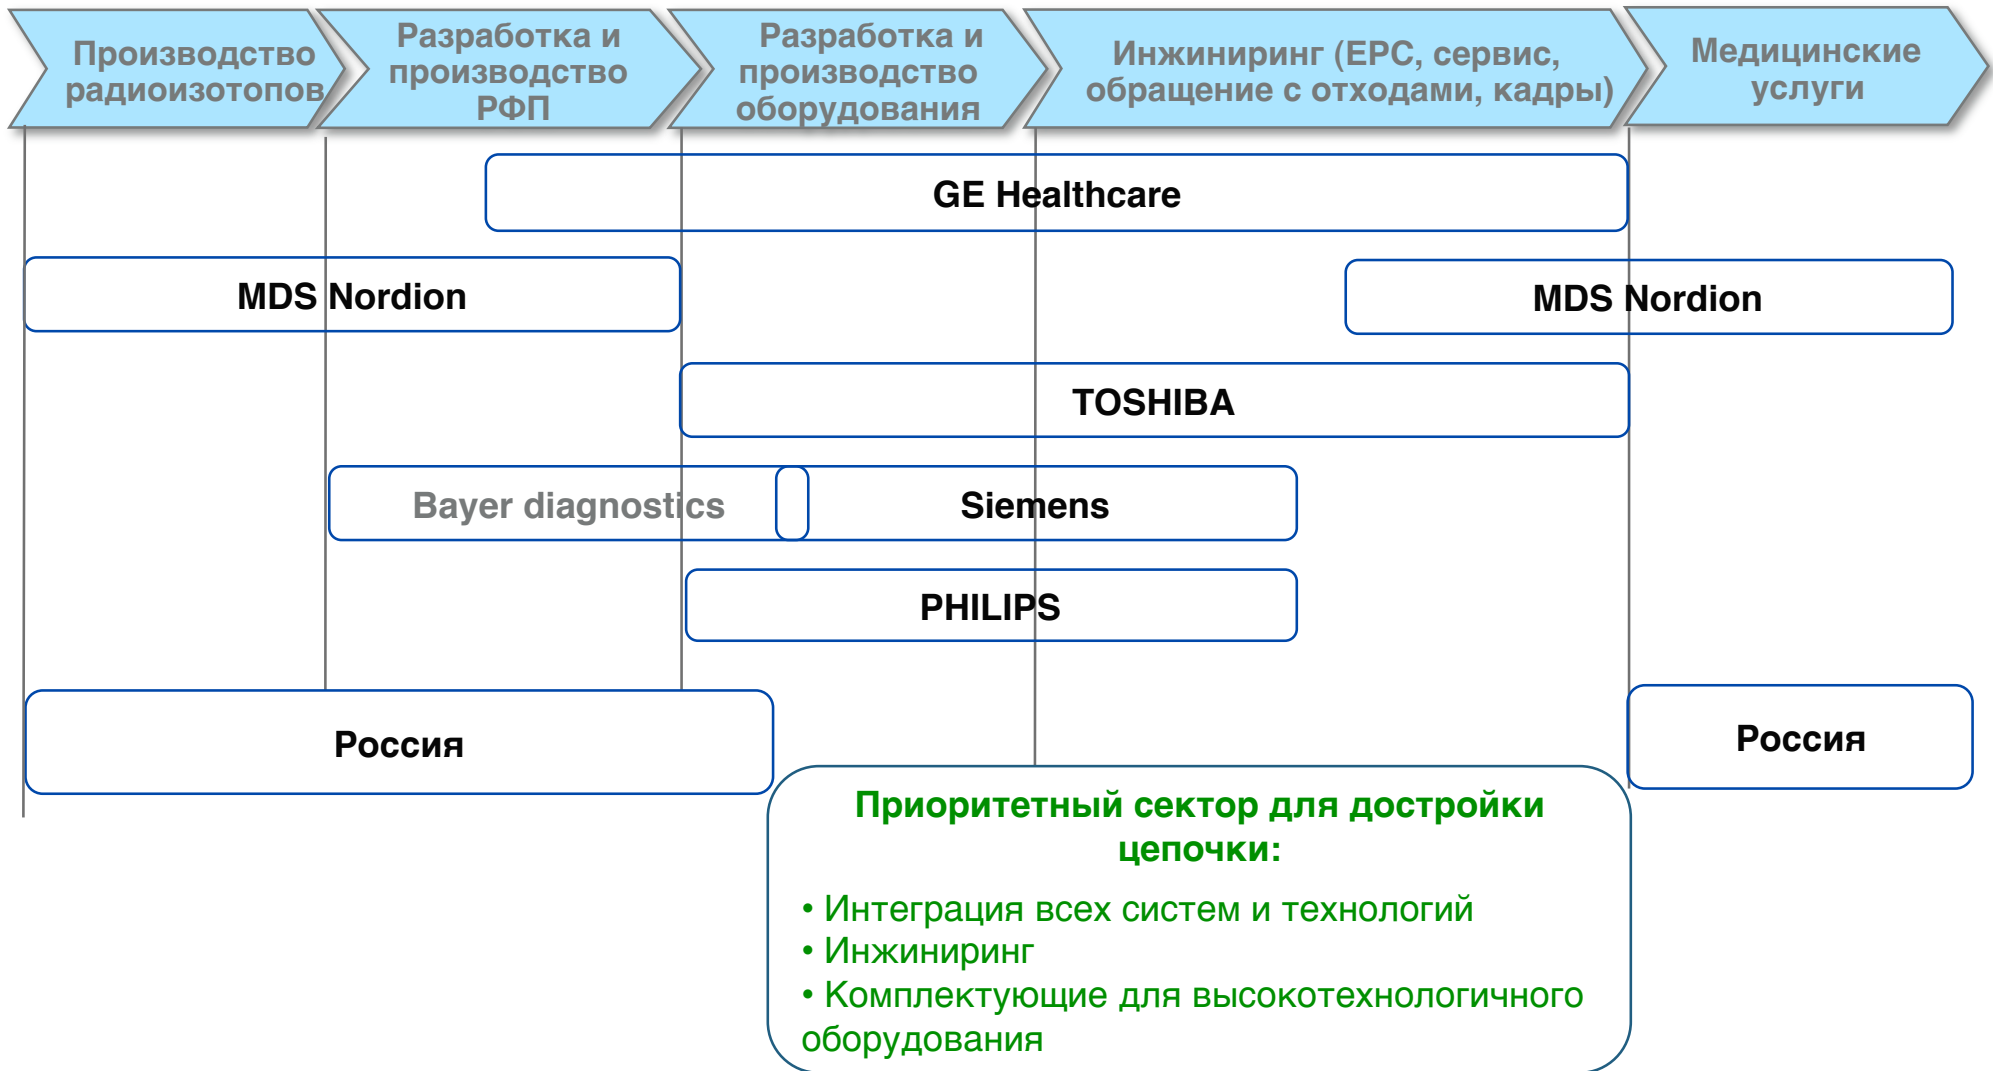 Производство
радиоизотопов
Разработка и
производство
РФП
Разработка и
производство
оборудования
Инжиниринг (EPC, сервис,
обращение с отходами, кадры)
Медицинские
услуги
GE Healthcare
MDS Nordion
MDS Nordion
TOSHIBA
Bayer diagnostics
Siemens
PHILIPS
Россия
Россия
Приоритетный сектор для достройки
цепочки:
• Интеграция всех систем и технологий
• Инжиниринг
• Комплектующие для высокотехнологичного
оборудования